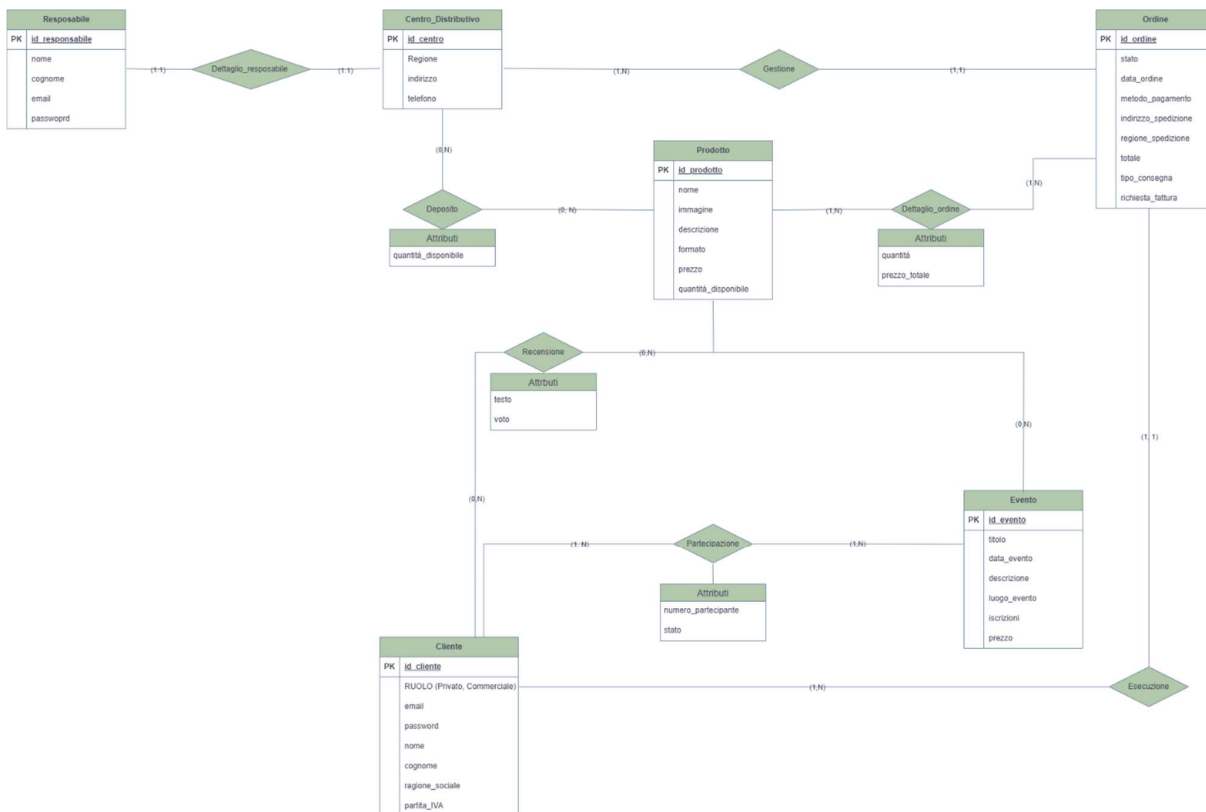 Resposabile
PK id_responsabile
nome
cognome
email
passwoprd
(1:1)
Dettaglio_resposabile
(1:1)
Centro_Distributivo
PK id_centro
Regione
indirizzo
telefono
(1,N)
Gestione
(1,1)
Ordine
PK id_ordine
stato
data_ordine
metodo_pagamento
indirizzo_spedizione
regione_spedizione
totale
tipo_consegna
richiesta_fattura
(0,N)
Deposito
Attributi
quantità_disponibile
(0, N)
Prodotto
PK id_prodotto
nome
immagine
descrizione
formato
prezzo
quantità_disponibile
(1,N)
Dettaglio_ordine
(1,N)
Attributi
quantità
prezzo_totale
Recensione
(0,N)
Attrbuti
testo
voto
(0,N)
(0,N)
(1, 1)
Evento
PK id_evento
titolo
data_evento
descrizione
luogo_evento
iscrizioni
prezzo
(1, N)
Partecipazione
(1,N)
Attributi
numero_partecipante
stato
Cliente
PK id_cliente
RUOLO (Privato, Commerciale)
email
password
nome
cognome
ragione_sociale
partita_IVA
(1,N)
Esecuzione